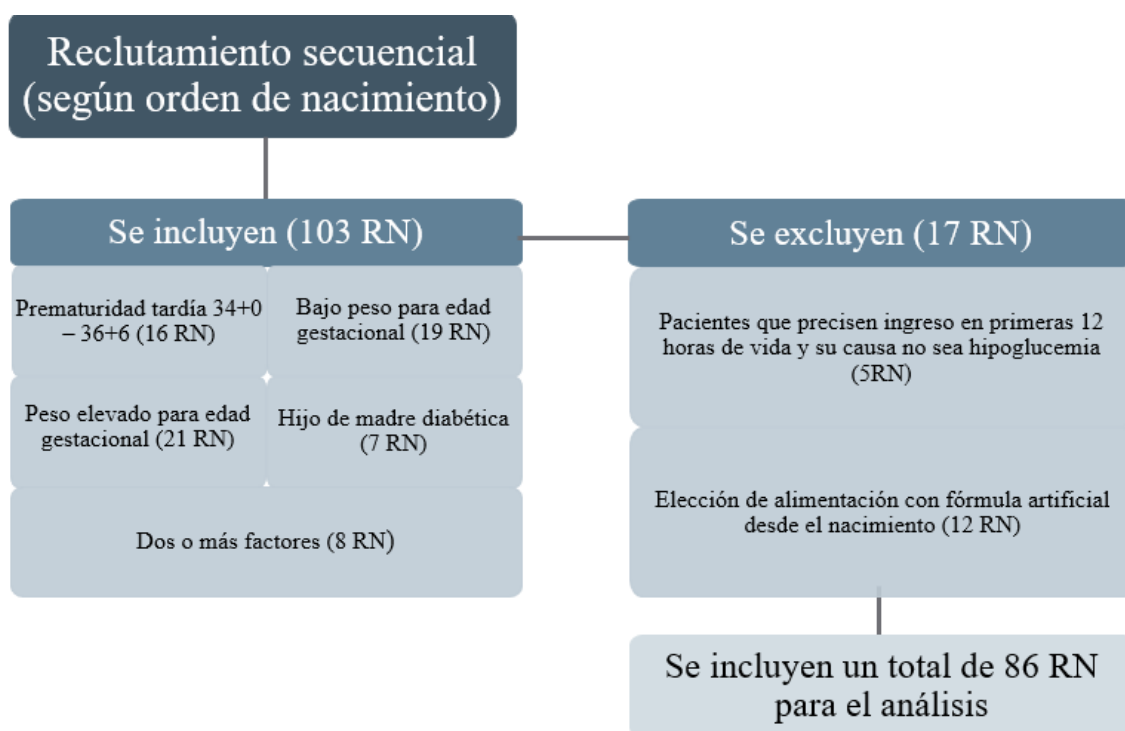 Reclutamiento secuencial
(según orden de nacimiento)
Se incluyen (103 RN)
Prematuridad tardía 34+0
– 36+6 (16 RN)
Bajo peso para edad
gestacional (19 RN)
Peso elevado para edad
gestacional (21 RN)
Hijo de madre diabética
(7 RN)
Dos o más factores (8 RN)
Se excluyen (17 RN)
Pacientes que precisen ingreso en primeras 12
horas de vida y su causa no sea hipoglucemia
(5RN)
Elección de alimentación con fórmula artificial
desde el nacimiento (12 RN)
Se incluyen un total de 86 RN
para el análisis